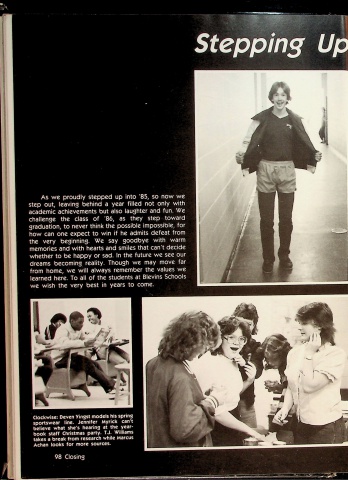 Stepping Up
As we proudly stepped up into '85, so now we
step out, leaving behind a year filled not only with
academic achievements but also laughter and fun. We
challenge the class of '86, as they step toward
graduation, to never think the possible impossible, for
how can one expect to win if he admits defeat from
the very beginning. We say goodbye with warm
memories and with hearts and smiles that can't decide
whether to be happy or sad. In the future we see our
dreams becoming reality. Though we may move far
from home, we will always remember the values we
learned here. To all of the students at Blevins Schools
we wish the very best in years to come.
Clockwise: Deven Yingst models his spring
sportswear line. Jennifer Myrick can't
believe what she's hearing at the year-
book staff Christmas party. T.J. Williams
takes a break from research while Marcus
Achan looks for more sources.
98 Closing